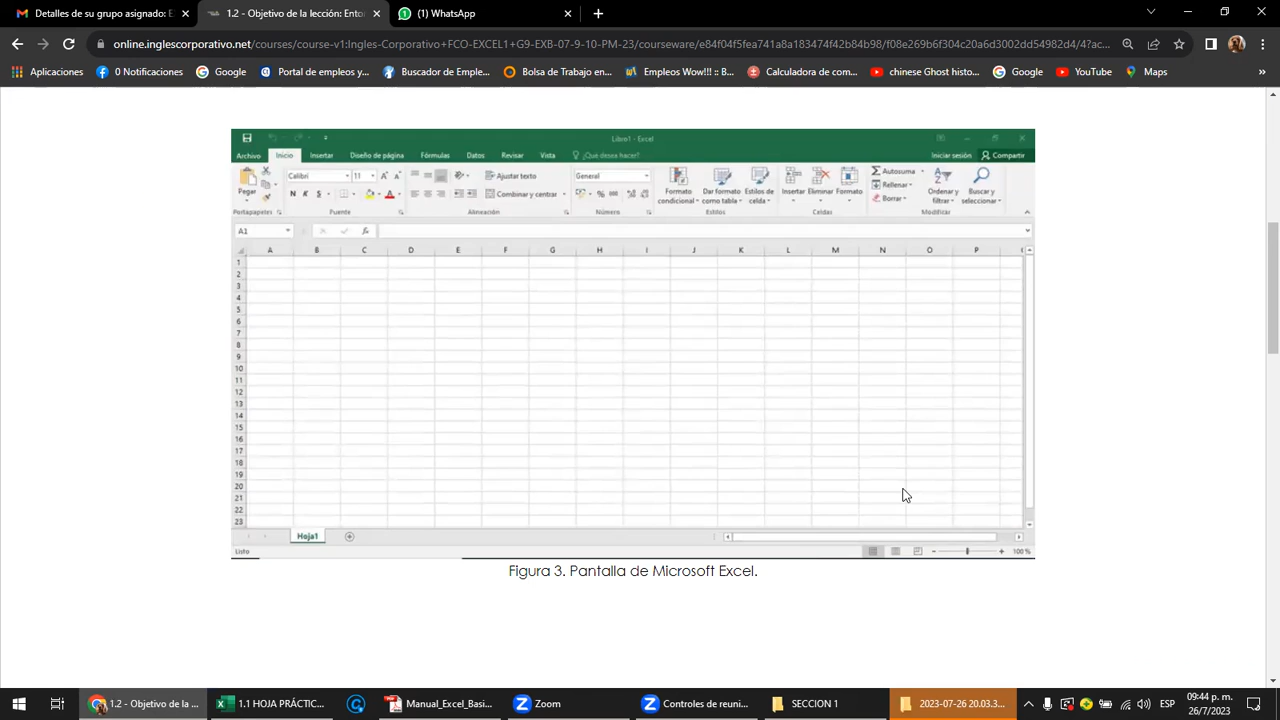 Detalles de su grupo asignado: E
1.2 - Objetivo de la lección: Ento
(1) WhatsApp
online.inglescorporativo.net/courses/course-v1:Ingles-Corporativo+FCO-EXCEL1+G9-EXB-07-9-10-PM-23/courseware/e84f04f5fea741a8a183474f42b84b98/f08e269b6f304c20a6d3002dd54982d4/4?ac...
Aplicaciones
0 Notificaciones
Google
Portal de empleos y...
Buscador de Emple...
Bolsa de Trabajo en...
Empleos Wow!!! :: B...
Calculadora de com...
chinese Ghost histo...
Google
YouTube
Maps
»
Libro1 - Excel
Archivo Inicio Insertar Diseño de página Fórmulas Datos Revisar Vista ¿Qué desea hacer? Iniciar sesión Compartir
Calibri 11 Ajustar texto General Autosuma
Pegar Formato condicional Dar formato como tabla Estilos de celda Insertar Eliminar Formato Rellenar Ordenar y filtrar Buscar y seleccionar
N K S Combinar y centrar % 000 Borrar
Portapapeles Fuente Alineación Número Estilos Celdas Modificar
A1 fx
A B C D E F G H I J K L M N O P
1
2
3
4
5
6
7
8
9
10
11
12
13
14
15
16
17
18
19
20
21
22
23
Hoja1
Listo 100 %
Figura 3. Pantalla de Microsoft Excel.
1.2 - Objetivo de la ...
1.1 HOJA PRÁCTIC...
Manual_Excel_Basi...
Zoom
Controles de reuni...
SECCION 1
2023-07-26 20.03.3...
ESP
09:44 p. m.
26/7/2023